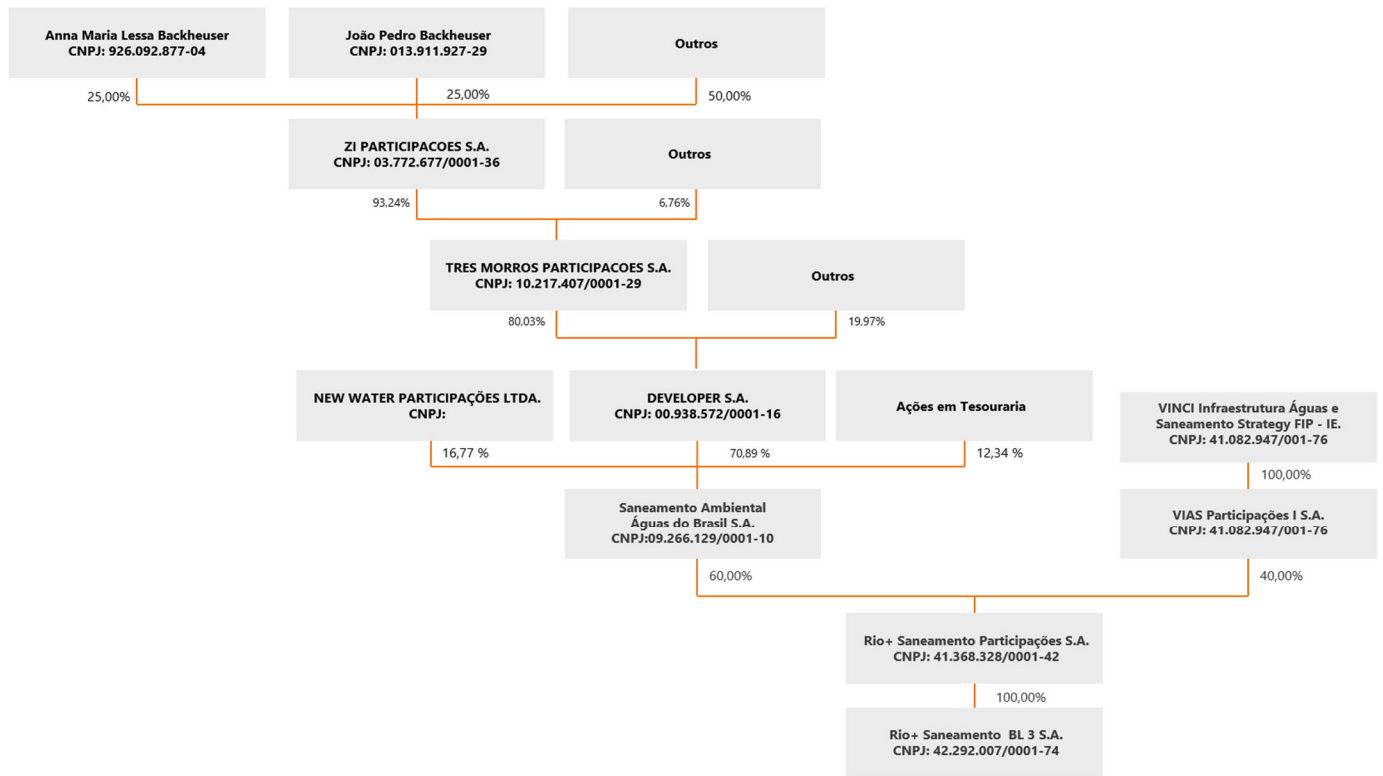 Anna Maria Lessa Backheuser
CNPJ: 926.092.877-04
João Pedro Backheuser
CNPJ: 013.911.927-29
Outros
25,00%
25,00%
50,00%
ZI PARTICIPACOES S.A.
CNPJ: 03.772.677/0001-36
Outros
93,24%
6,76%
TRES MORROS PARTICIPACOES S.A.
CNPJ: 10.217.407/0001-29
Outros
80,03%
19,97%
NEW WATER PARTICIPAÇÕES LTDA.
CNPJ:
DEVELOPER S.A.
CNPJ: 00.938.572/0001-16
Ações em Tesouraria
VINCI Infraestrutura Águas e
Saneamento Strategy FIP - IE.
CNPJ: 41.082.947/001-76
16,77 %
70,89 %
12,34 %
100,00%
Saneamento Ambiental
Águas do Brasil S.A.
CNPJ:09.266.129/0001-10
VIAS Participações I S.A.
CNPJ: 41.082.947/001-76
60,00%
40,00%
Rio+ Saneamento Participações S.A.
CNPJ: 41.368.328/0001-42
100,00%
Rio+ Saneamento BL 3 S.A.
CNPJ: 42.292.007/0001-74